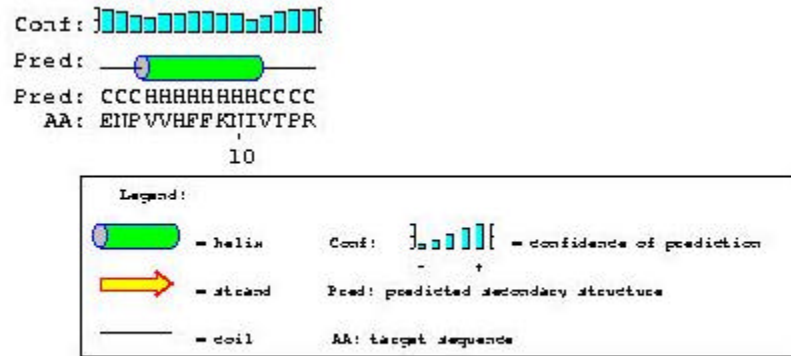 Conf:
Pred:
Pred: CCCHHHHHHHHCCCC
AA: ENPVVHFFKNIVTPR
10
Legend:
= helix
Conf: - + = confidence of prediction
= strand
Pred: predicted secondary structure
= coil
AA: target sequence